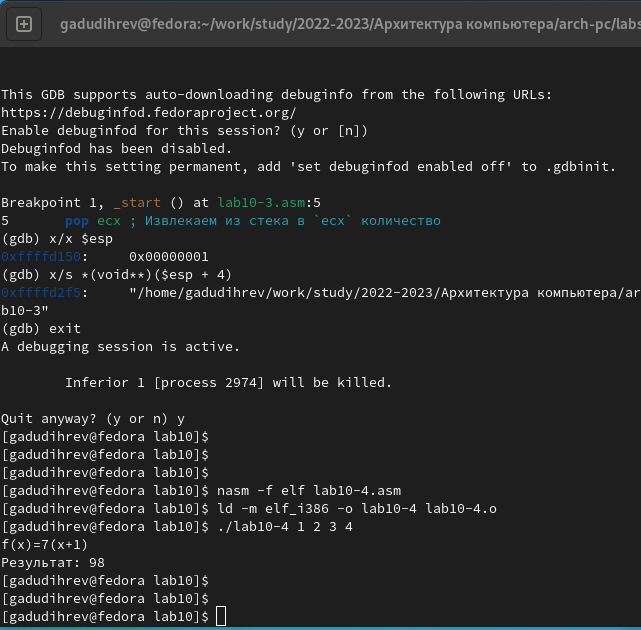 gadudihrev@fedora:~/work/study/2022-2023/Архитектура компьютера/arch-pc/labs
This GDB supports auto-downloading debuginfo from the following URLs:
https://debuginfod.fedoraproject.org/
Enable debuginfod for this session? (y or [n])
Debuginfod has been disabled.
To make this setting permanent, add 'set debuginfod enabled off' to .gdbinit.
Breakpoint 1, _start () at lab10-3.asm:5
5       pop ecx ; Извлекаем из стека в `ecx` количество
(gdb) x/x $esp
0xffffd150:     0x00000001
(gdb) x/s *(void**)($esp + 4)
0xffffd2f5:     "/home/gadudihrev/work/study/2022-2023/Архитектура компьютера/ar
b10-3"
(gdb) exit
A debugging session is active.
        Inferior 1 [process 2974] will be killed.
Quit anyway? (y or n) y
[gadudihrev@fedora lab10]$
[gadudihrev@fedora lab10]$
[gadudihrev@fedora lab10]$
[gadudihrev@fedora lab10]$ nasm -f elf lab10-4.asm
[gadudihrev@fedora lab10]$ ld -m elf_i386 -o lab10-4 lab10-4.o
[gadudihrev@fedora lab10]$ ./lab10-4 1 2 3 4
f(x)=7(x+1)
Результат: 98
[gadudihrev@fedora lab10]$
[gadudihrev@fedora lab10]$
[gadudihrev@fedora lab10]$